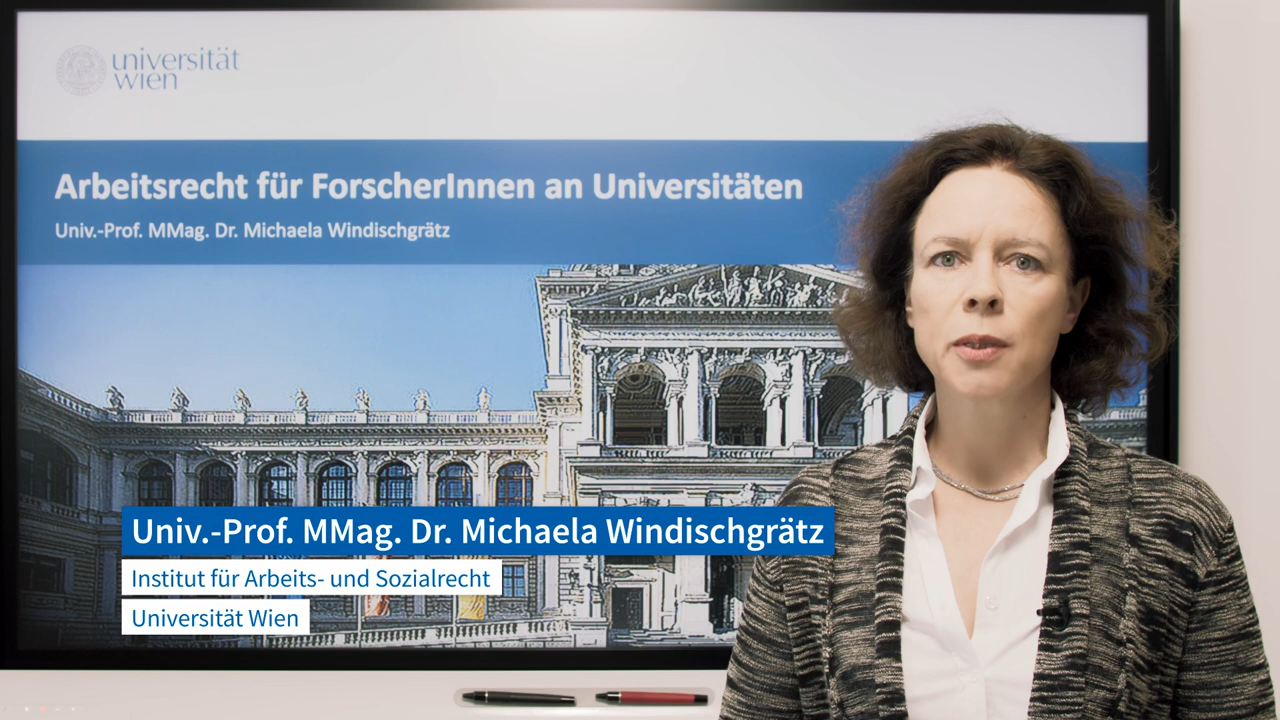 universität
wien
Arbeitsrecht für ForscherInnen an Universitäten
Univ.-Prof. MMag. Dr. Michaela Windischgrätz
Univ.-Prof. MMag. Dr. Michaela Windischgrätz
Institut für Arbeits- und Sozialrecht
Universität Wien